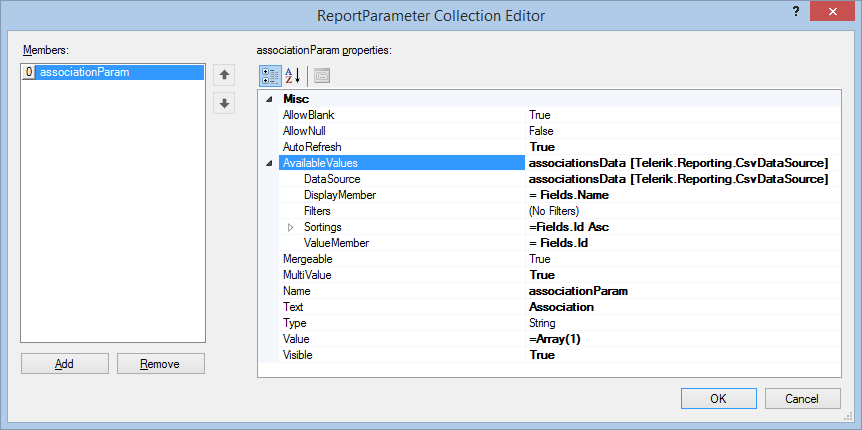 ReportParameter Collection Editor
?
Members:
0 associationParam
Add
Remove
associationParam properties:
A
Z
Misc
AllowBlank True
AllowNull False
AutoRefresh True
AvailableValues associationsData [Telerik.Reporting.CsvDataSource]
DataSource associationsData [Telerik.Reporting.CsvDataSource]
DisplayMember = Fields.Name
Filters (No Filters)
Sortings =Fields.Id Asc
ValueMember = Fields.Id
Mergeable True
MultiValue True
Name associationParam
Text Association
Type String
Value =Array(1)
Visible True
OK
Cancel